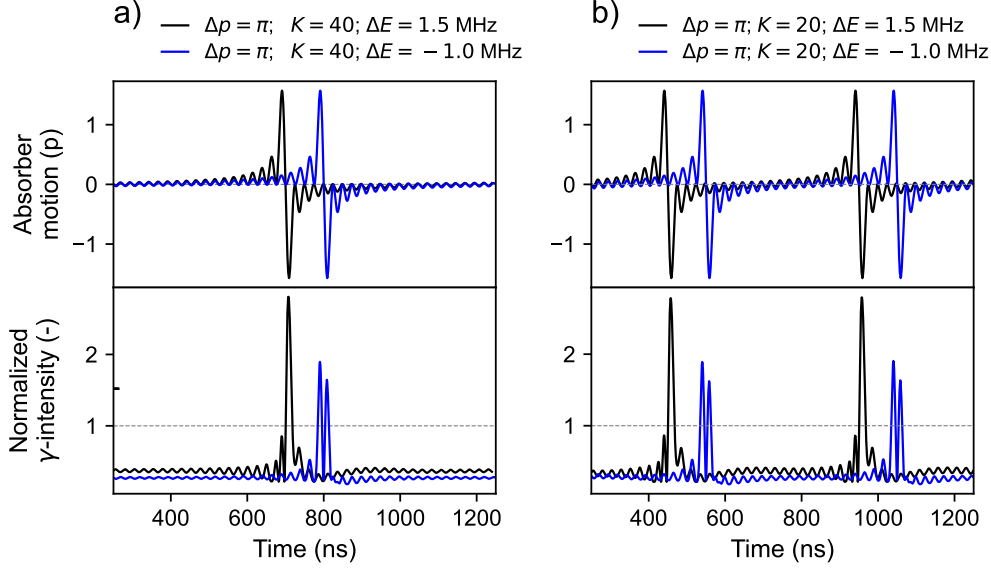 a)
Δp = π;   K = 40; ΔE = 1.5 MHz
Δp = π;   K = 40; ΔE = − 1.0 MHz
b)
Δp = π; K = 20; ΔE = 1.5 MHz
Δp = π; K = 20; ΔE = − 1.0 MHz
Absorber
motion (p)
1
0
−1
1
0
−1
Normalized
γ-intensity (-)
2
1
2
1
400 600 800 1000 1200
400 600 800 1000 1200
Time (ns)
Time (ns)